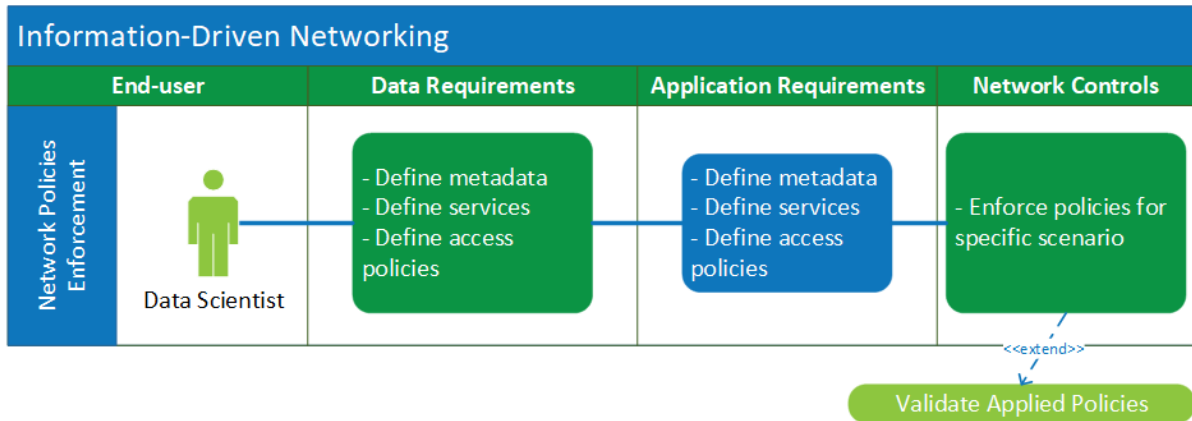 Information-Driven Networking
End-user
Data Requirements
Application Requirements
Network Controls
Network Policies
Enforcement
Data Scientist
- Define metadata
- Define services
- Define access
policies
- Define metadata
- Define services
- Define access
policies
- Enforce policies for
specific scenario
<<extend>>
Validate Applied Policies